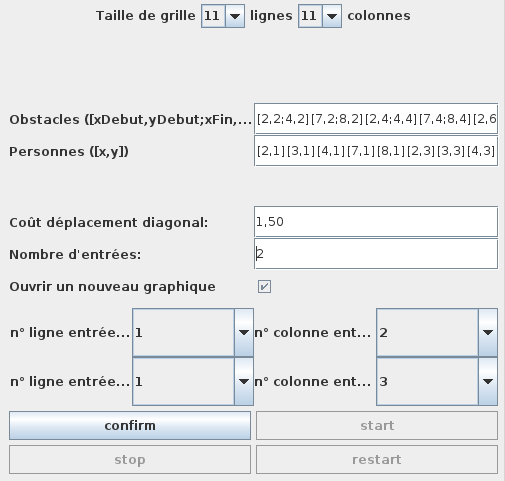 Taille de grille 11 lignes 11 colonnes
Obstacles ([xDebut,yDebut;xFin,... [2,2;4,2][7,2;8,2][2,4;4,4][7,4;8,4][2,6
Personnes ([x,y]) [2,1][3,1][4,1][7,1][8,1][2,3][3,3][4,3]
Coût déplacement diagonal: 1,50
Nombre d'entrées: 2
Ouvrir un nouveau graphique
n° ligne entrée... 1 n° colonne ent... 2
n° ligne entrée... 1 n° colonne ent... 3
confirm start
stop restart